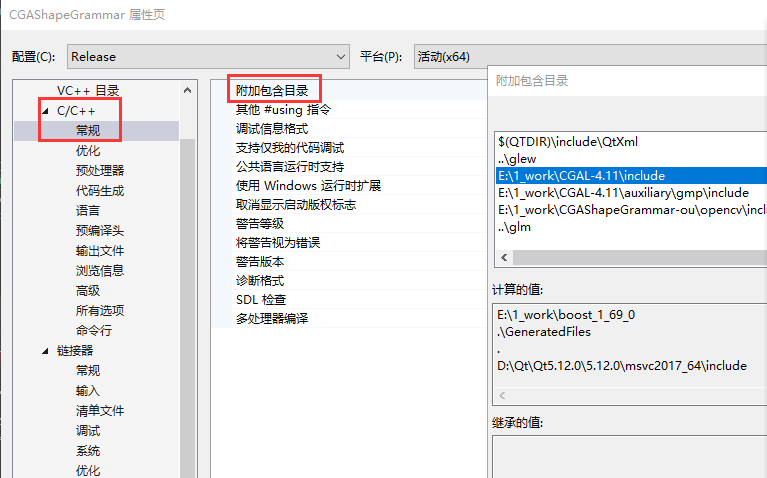 CGAShapeGrammar 属性页
配置(C):
Release
平台(P):
活动(x64)
VC++ 目录
C/C++
常规
优化
预处理器
代码生成
语言
预编译头
输出文件
浏览信息
高级
所有选项
命令行
链接器
常规
输入
清单文件
调试
系统
优化
附加包含目录
其他 #using 指令
调试信息格式
支持仅我的代码调试
公共语言运行时支持
使用 Windows 运行时扩展
取消显示启动版权标志
警告等级
将警告视为错误
警告版本
诊断格式
SDL 检查
多处理器编译
附加包含目录
$(QTDIR)\include\QtXml
..\glew
E:\1_work\CGAL-4.11\include
E:\1_work\CGAL-4.11\auxiliary\gmp\include
E:\1_work\CGAShapeGrammar-ou\opencv\inclu
..\glm
计算的值:
E:\1_work\boost_1_69_0
.\GeneratedFiles
.
D:\Qt\Qt5.12.0\5.12.0\msvc2017_64\include
继承的值: